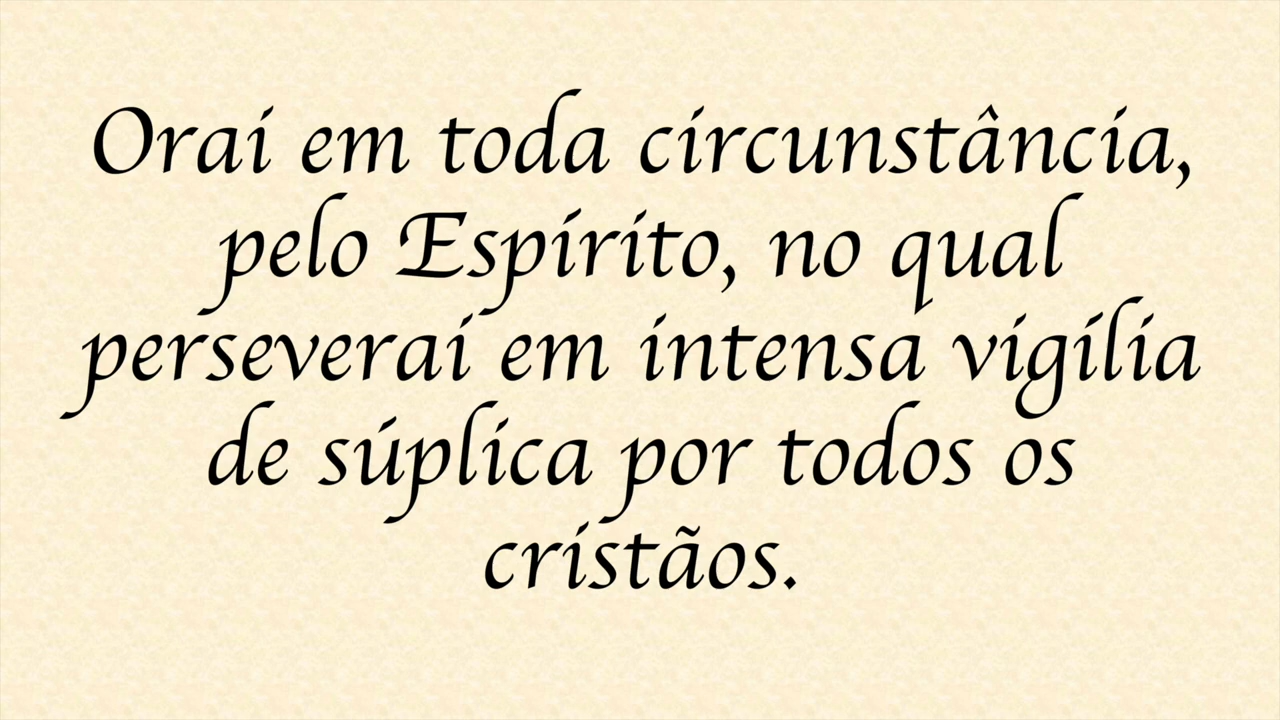 Orai em toda circunstância,
pelo Espírito, no qual
perseverai em intensa vigília
de súplica por todos os
cristãos.